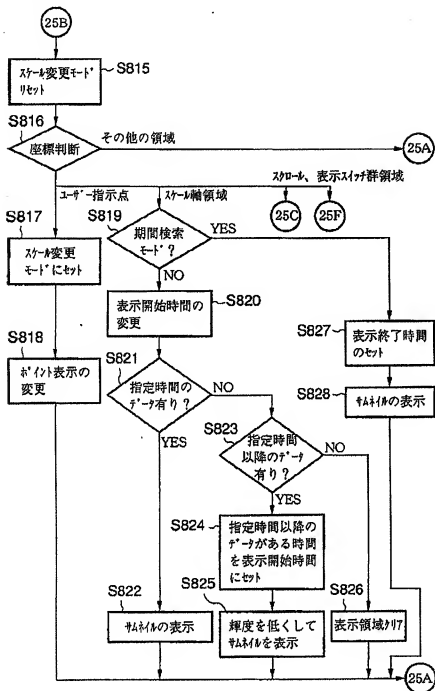 25B
S815
スケール変更モード
リセット
S816
座標判断
その他の領域
25A
ユーザー指示点
スケール軸領域
スクロール、表示スイッチ群領域
25C
25F
S817
スケール変更
モードにセット
S818
ポイント表示の
変更
S819
期間検索
モード?
YES
NO
S820
表示開始時間の
変更
S821
指定時間の
データ有り?
NO
YES
S822
サムネイルの表示
S823
指定時間
以降のデータ
有り?
NO
YES
S824
指定時間以降の
データがある時間
を表示開始時間
にセット
S825
輝度を低くして
サムネイルを表示
S826
表示領域クリア
S827
表示終了時間
のセット
S828
サムネイルの表示
25A